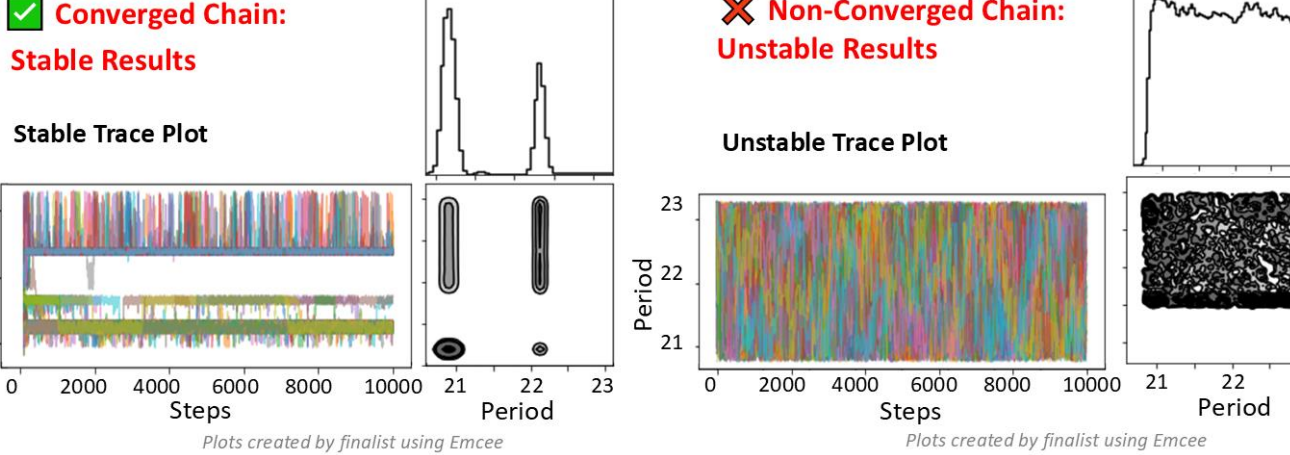 Converged Chain:
Stable Results
Stable Trace Plot
0 2000 4000 6000 8000 10000
Steps
21 22 23
Period
Plots created by finalist using Emcee
Non-Converged Chain:
Unstable Results
Unstable Trace Plot
23
22
21
Period
0 2000 4000 6000 8000 10000
Steps
21 22
Period
Plots created by finalist using Emcee